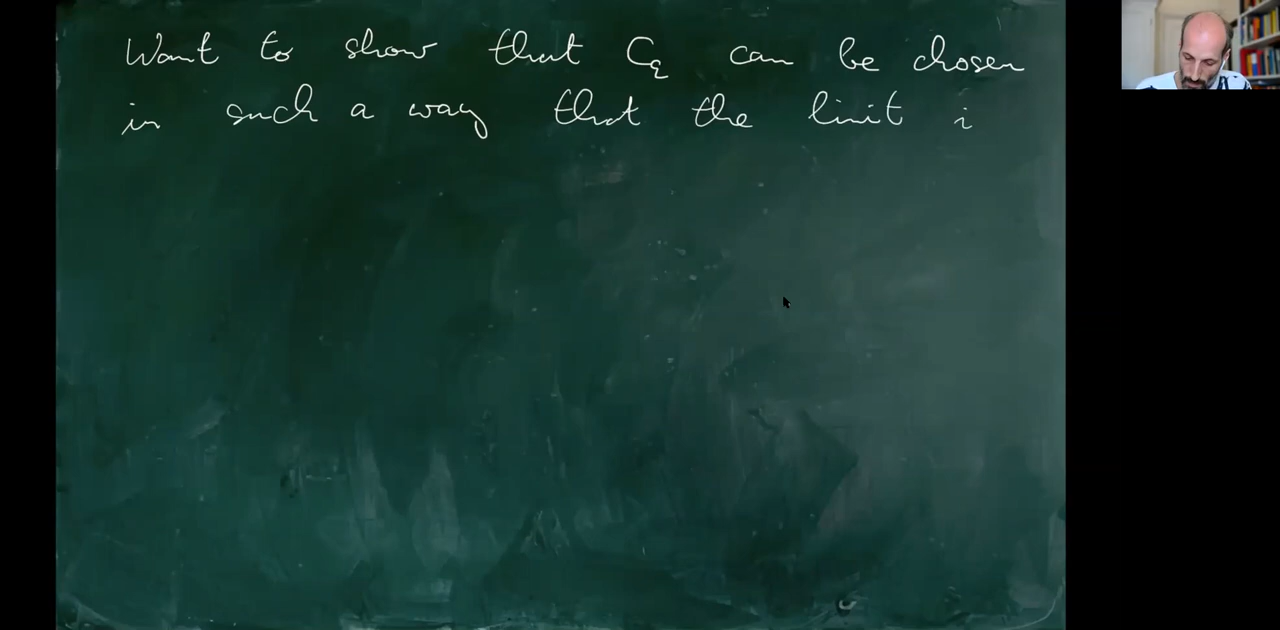 Want to show that C_ε can be chosen
in such a way that the limit i